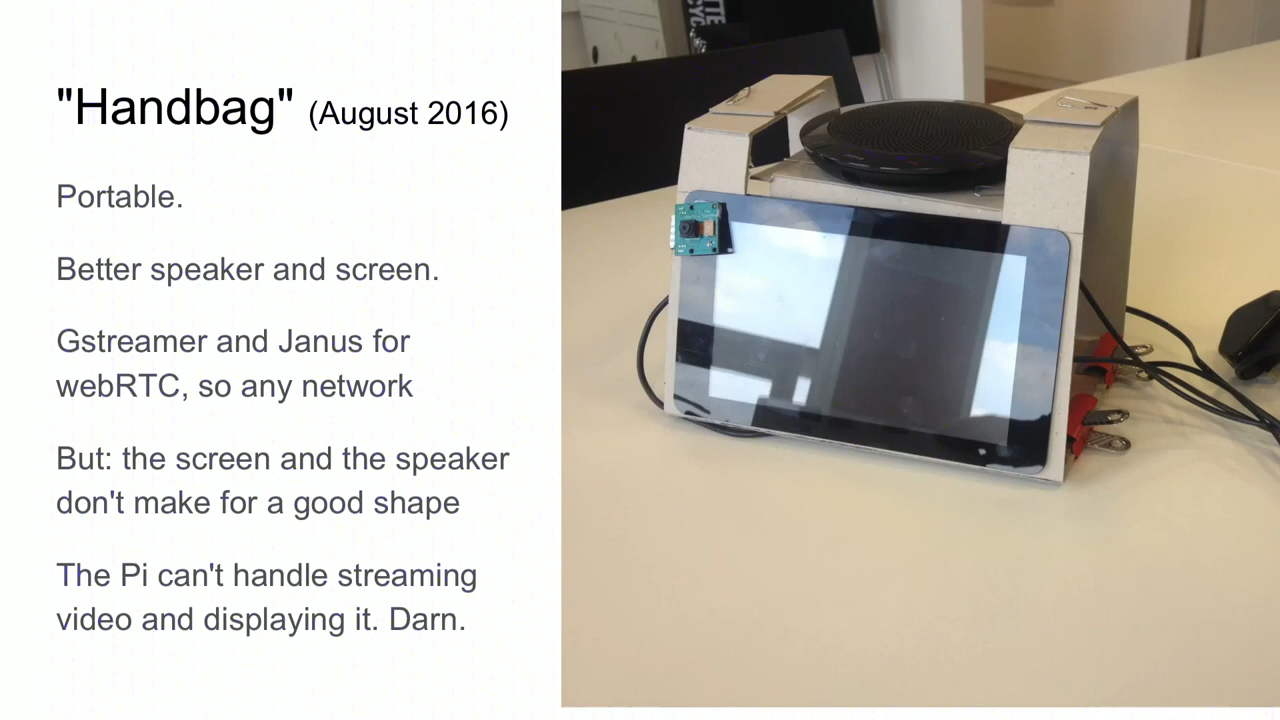 "Handbag" (August 2016)
Portable.
Better speaker and screen.
Gstreamer and Janus for
webRTC, so any network
But: the screen and the speaker
don't make for a good shape
The Pi can't handle streaming
video and displaying it. Darn.